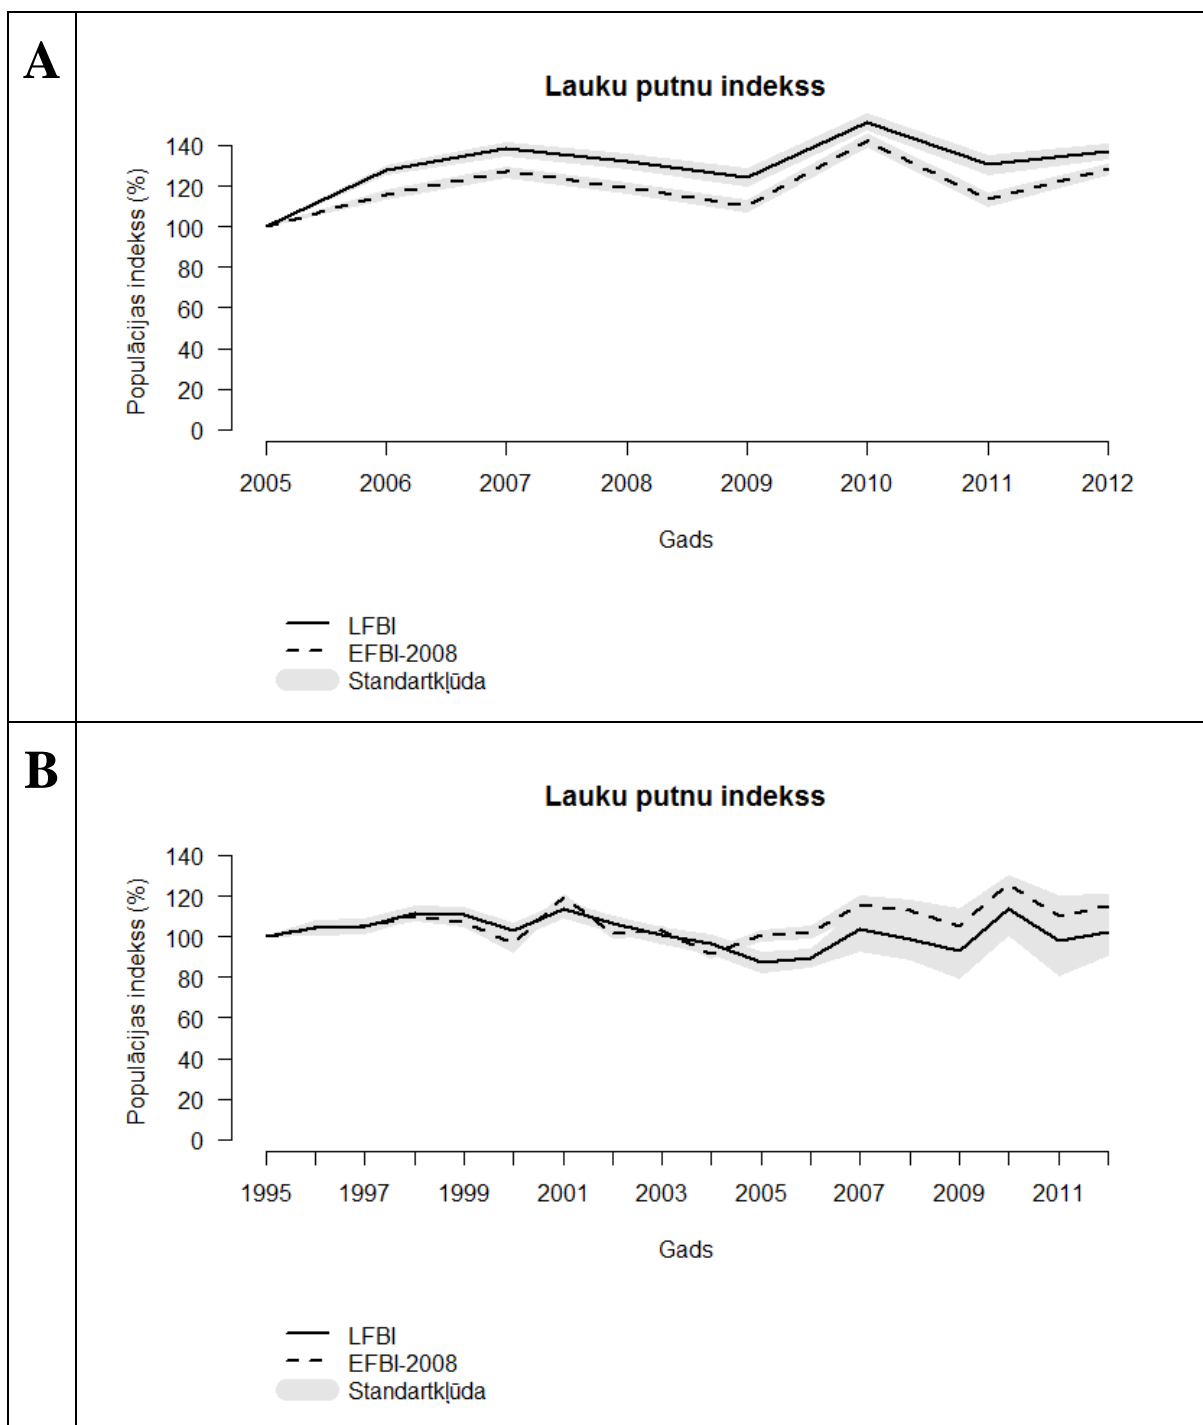 A
Lauku putnu indekss
Populācijas indekss (%)
140
120
100
80
60
40
20
0
2005 2006 2007 2008 2009 2010 2011 2012
Gads
LFBI
EFBI-2008
Standartkļūda
B
Lauku putnu indekss
Populācijas indekss (%)
140
120
100
80
60
40
20
0
1995 1997 1999 2001 2003 2005 2007 2009 2011
Gads
LFBI
EFBI-2008
Standartkļūda